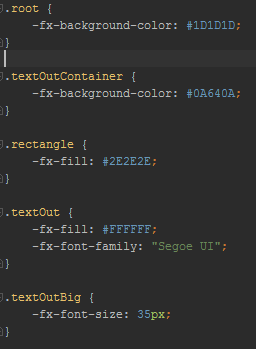 .root {
-fx-background-color: #1D1D1D;
}
.textOutContainer {
-fx-background-color: #0A640A;
}
.rectangle {
-fx-fill: #2E2E2E;
}
.textOut {
-fx-fill: #FFFFFF;
-fx-font-family: "Segoe UI";
}
.textOutBig {
-fx-font-size: 35px;
}